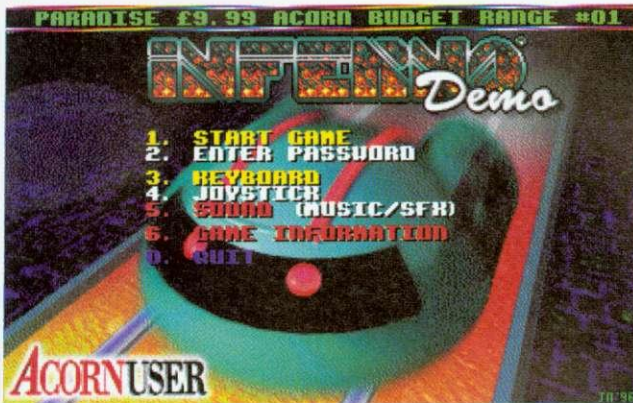 PARADISE £9.99 ACORN BUDGET RANGE #01
INFERNO
Demo
1. START GAME
2. ENTER PASSWORD
3. KEYBOARD
4. JOYSTICK
5. SOUND (MUSIC/SFX)
6. GAME INFORMATION
0. QUIT
ACORNUSER